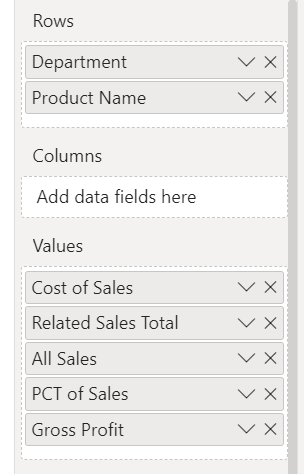 Rows
Department
Product Name
Columns
Add data fields here
Values
Cost of Sales
Related Sales Total
All Sales
PCT of Sales
Gross Profit